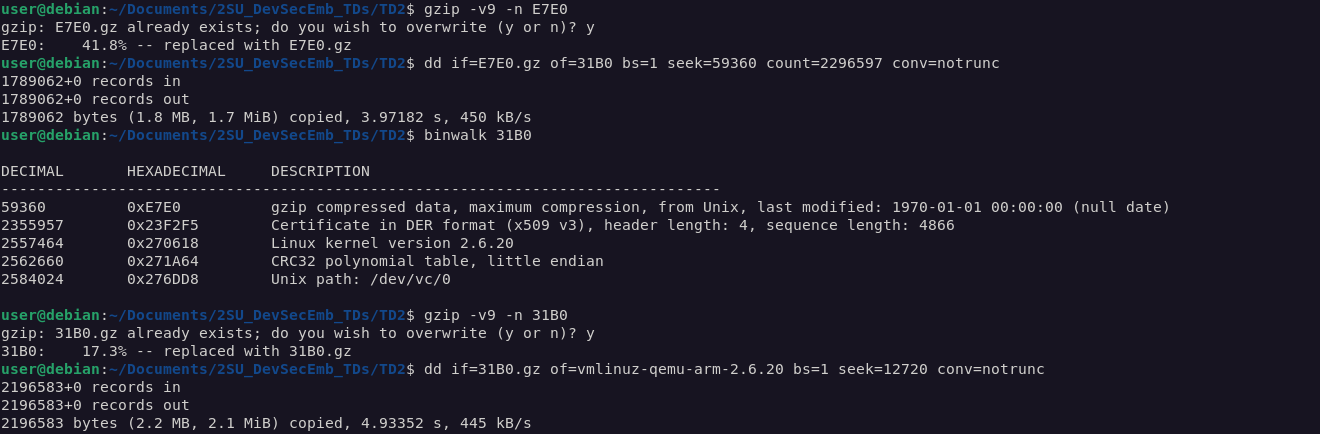 user@debian:~/Documents/2SU_DevSecEmb_TDs/TD2$ gzip -v9 -n E7E0
gzip: E7E0.gz already exists; do you wish to overwrite (y or n)? y
E7E0:    41.8% -- replaced with E7E0.gz
user@debian:~/Documents/2SU_DevSecEmb_TDs/TD2$ dd if=E7E0.gz of=31B0 bs=1 seek=59360 count=2296597 conv=notrunc
1789062+0 records in
1789062+0 records out
1789062 bytes (1.8 MB, 1.7 MiB) copied, 3.97182 s, 450 kB/s
user@debian:~/Documents/2SU_DevSecEmb_TDs/TD2$ binwalk 31B0

DECIMAL       HEXADECIMAL     DESCRIPTION
--------------------------------------------------------------------------------
59360         0xE7E0          gzip compressed data, maximum compression, from Unix, last modified: 1970-01-01 00:00:00 (null date)
2355957       0x23F2F5        Certificate in DER format (x509 v3), header length: 4, sequence length: 4866
2557464       0x270618        Linux kernel version 2.6.20
2562660       0x271A64        CRC32 polynomial table, little endian
2584024       0x276DD8        Unix path: /dev/vc/0

user@debian:~/Documents/2SU_DevSecEmb_TDs/TD2$ gzip -v9 -n 31B0
gzip: 31B0.gz already exists; do you wish to overwrite (y or n)? y
31B0:    17.3% -- replaced with 31B0.gz
user@debian:~/Documents/2SU_DevSecEmb_TDs/TD2$ dd if=31B0.gz of=vmlinuz-qemu-arm-2.6.20 bs=1 seek=12720 conv=notrunc
2196583+0 records in
2196583+0 records out
2196583 bytes (2.2 MB, 2.1 MiB) copied, 4.93352 s, 445 kB/s